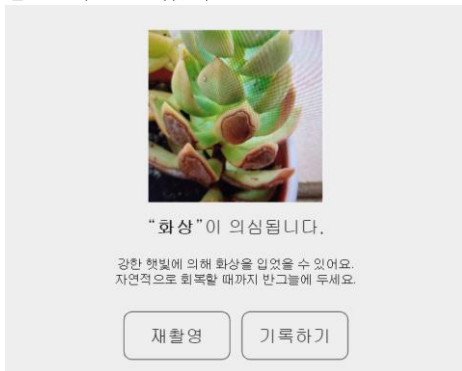 “화상”이 의심됩니다.
강한 햇빛에 의해 화상을 입었을 수 있어요.
자연적으로 회복할 때까지 반그늘에 두세요.
재촬영
기록하기